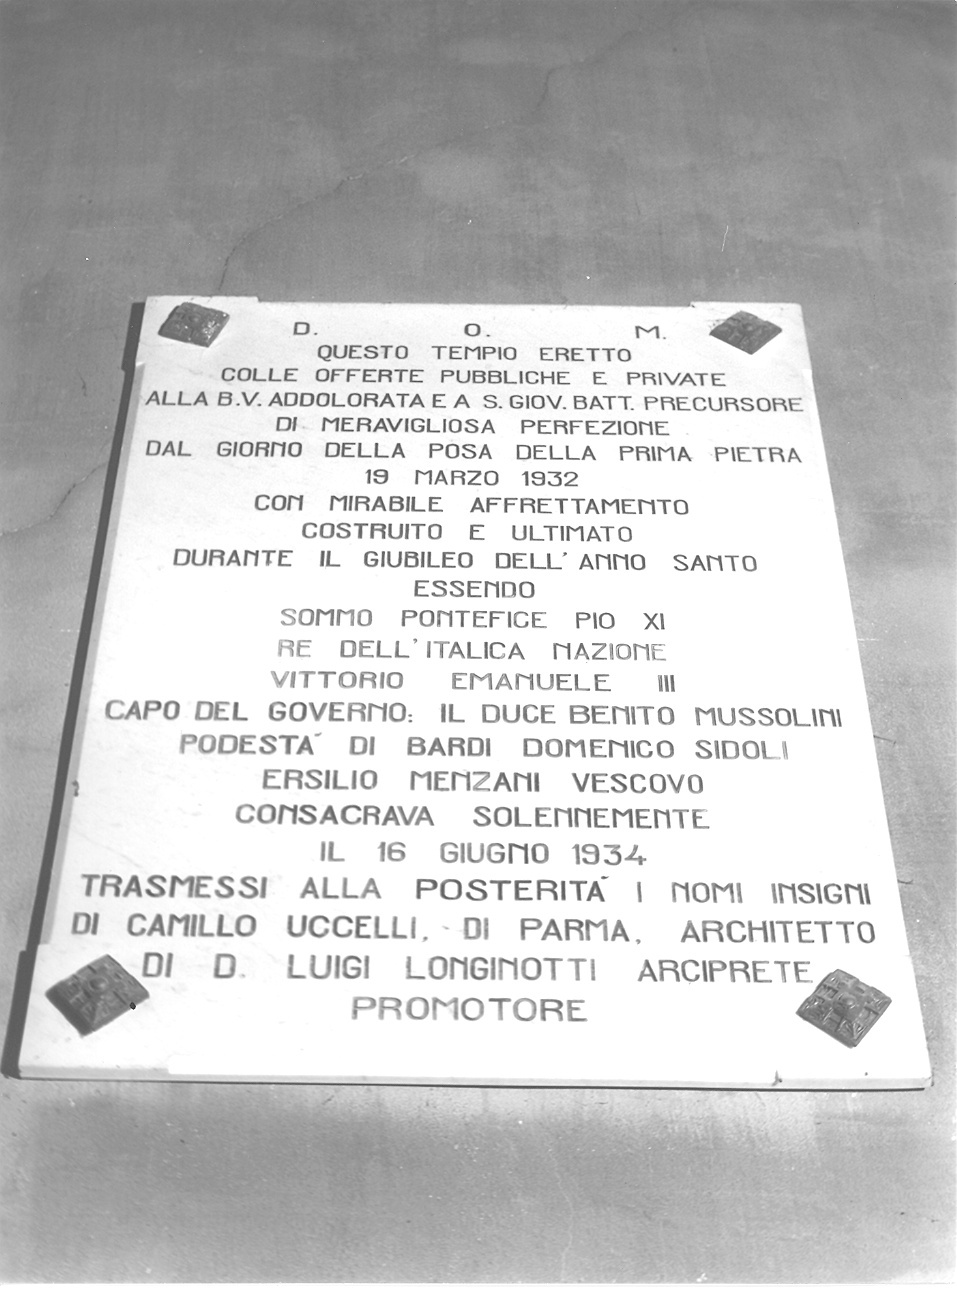 D. O. M.
QUESTO TEMPIO ERETTO
COLLE OFFERTE PUBBLICHE E PRIVATE
ALLA B.V. ADDOLORATA E A S. GIOV. BATT. PRECURSORE
DI MERAVIGLIOSA PERFEZIONE
DAL GIORNO DELLA POSA DELLA PRIMA PIETRA
19 MARZO 1932
CON MIRABILE AFFRETTAMENTO
COSTRUITO E ULTIMATO
DURANTE IL GIUBILEO DELL'ANNO SANTO
ESSENDO
SOMMO PONTEFICE PIO XI
RE DELL'ITALICA NAZIONE
VITTORIO EMANUELE III
CAPO DEL GOVERNO: IL DUCE BENITO MUSSOLINI
PODESTA´ DI BARDI DOMENICO SIDOLI
ERSILIO MENZANI VESCOVO
CONSACRAVA SOLENNEMENTE
IL 16 GIUGNO 1934
TRASMESSI ALLA POSTERITA´ I NOMI INSIGNI
DI CAMILLO UCCELLI, DI PARMA, ARCHITETTO
DI D. LUIGI LONGINOTTI ARCIPRETE
PROMOTORE